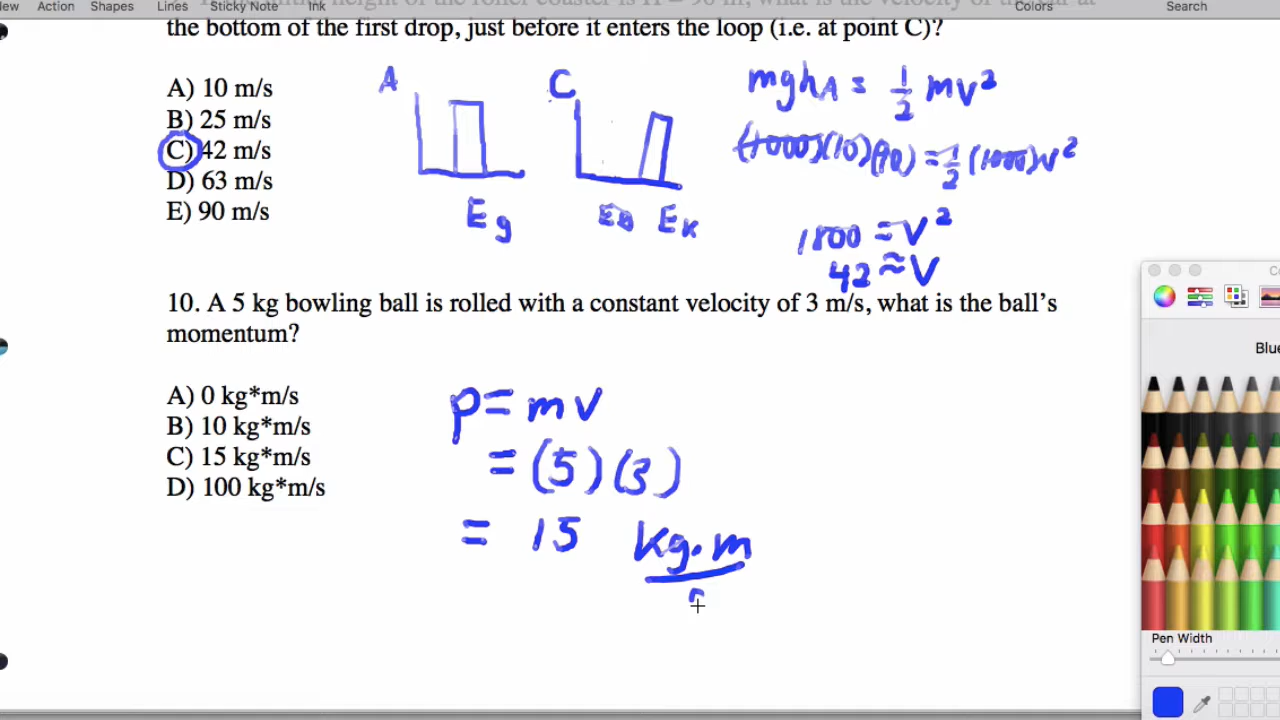 Action Shapes Lines Sticky Note Ink Colors Search
the bottom of the first drop, just before it enters the loop (i.e. at point C)?
A) 10 m/s
B) 25 m/s
C) 42 m/s
D) 63 m/s
E) 90 m/s
A
Eg
C
Ek
mghA = 1/2 mv²
(1000)(10)(90) = 1/2 (1000)v²
1800 = V²
42 ≈ V
10. A 5 kg bowling ball is rolled with a constant velocity of 3 m/s, what is the ball's
momentum?
A) 0 kg*m/s
B) 10 kg*m/s
C) 15 kg*m/s
D) 100 kg*m/s
p = mv
= (5)(3)
= 15 kg·m
Blue
Pen Width